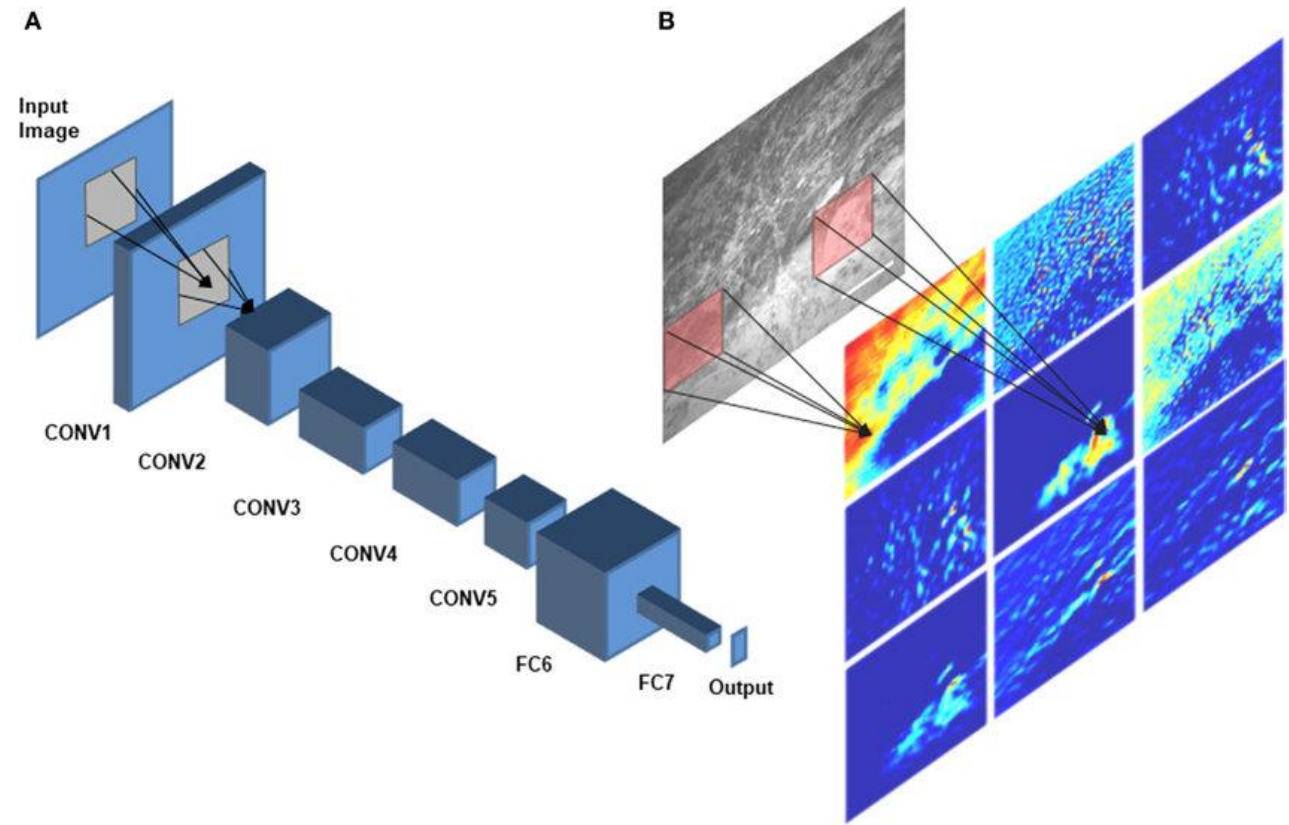 A
B
Input
Image
CONV1
CONV2
CONV3
CONV4
CONV5
FC6
FC7
Output